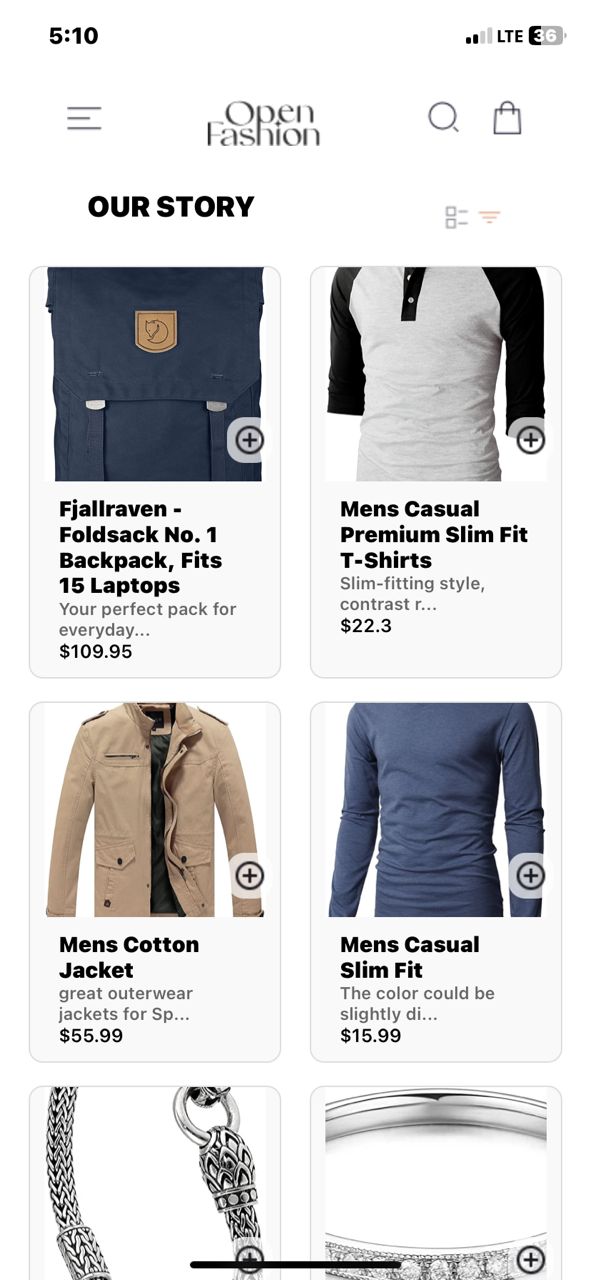 5:10
LTE 36
Open
Fashion
OUR STORY
Fjallraven -
Foldsack No. 1
Backpack, Fits
15 Laptops
Your perfect pack for
everyday...
$109.95
Mens Casual
Premium Slim Fit
T-Shirts
Slim-fitting style,
contrast r...
$22.3
Mens Cotton
Jacket
great outerwear
jackets for Sp...
$55.99
Mens Casual
Slim Fit
The color could be
slightly di...
$15.99